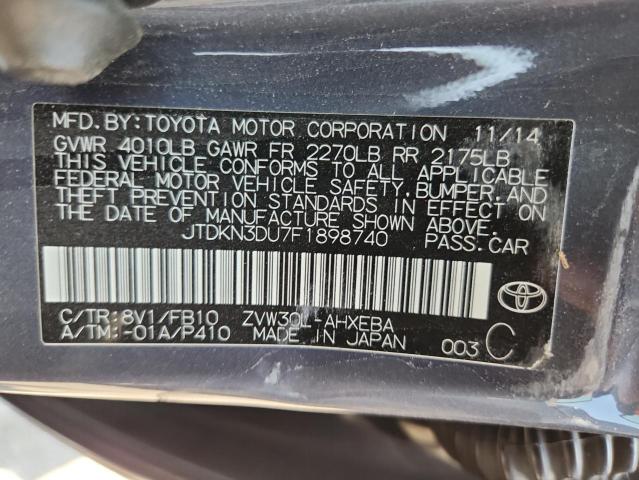 MFD.BY:TOYOTA MOTOR CORPORATION 11/14
GVWR 4010LB GAWR FR 2270LB RR 2175LB
THIS VEHICLE CONFORMS TO ALL APPLICABLE
FEDERAL MOTOR VEHICLE SAFETY, BUMPER, AND
THEFT PREVENTION STANDARDS IN EFFECT ON
THE DATE OF MANUFACTURE SHOWN ABOVE.
JTDKN3DU7F1898740 PASS.CAR
C/TR:8V1/FB10 ZVW30L-AHXEBA
A/TM:-01A/P410 MADE IN JAPAN 003 C